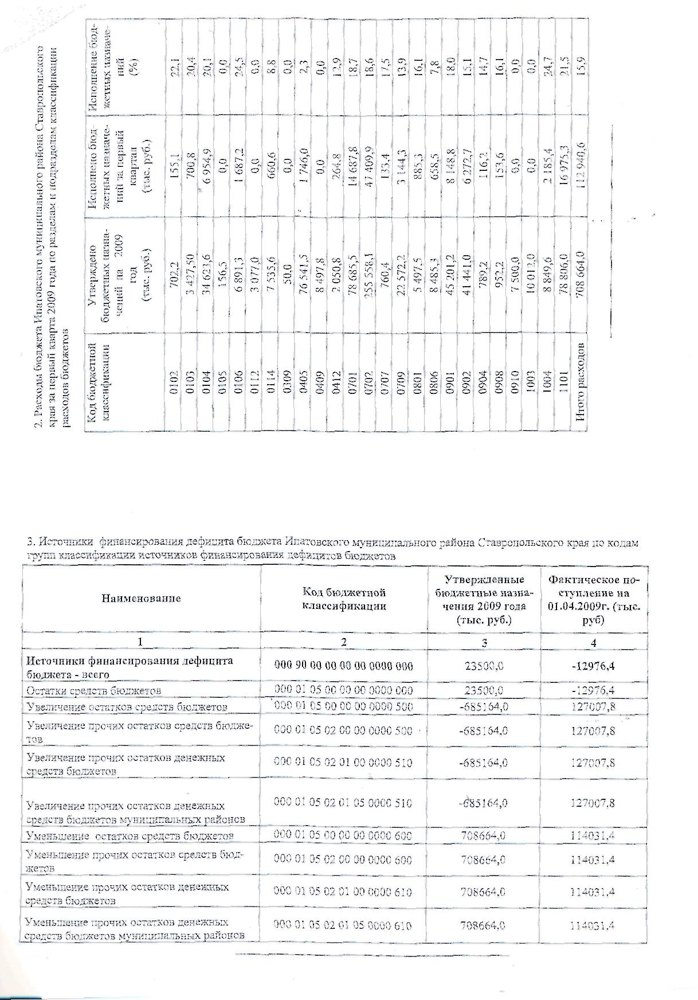 2. Расходы бюджета Ипатовского муниципального района Ставропольского
края за первый кварта 2009 года по разделам и подразделам классификации
расходов бюджетов
Код бюджетной классификации | Утверждено бюджетных назна- чений на 2009 год (тыс. руб.) | Исполнено бюд- жетных назначе- ний за первый квартал (тыс. руб.) | Исполнение бюд- жетных назначе- ний (%)
0102 702,2 155,1 22,1
0103 3 427,50 700,8 20,4
0104 34 623,6 6 954,9 20,1
0105 156,5 0,0 0,0
0106 6 891,3 1 687,2 24,5
0112 3 077,0 0,0 0,0
0114 7 535,6 660,6 8,8
0309 50,0 0,0 0,0
0405 76 541,5 1 746,0 2,3
0409 8 497,8 0,0 0,0
0412 2 050,8 264,8 12,9
0701 78 685,5 14 687,8 18,7
0702 255 558,1 47 409,9 18,6
0707 760,4 133,4 17,5
0709 22 572,2 3 144,3 13,9
0801 5 497,5 885,3 16,1
0806 8 485,3 658,5 7,8
0901 45 201,2 8 148,8 18,0
0902 41 441,0 6 272,7 15,1
0904 789,2 116,2 14,7
0908 952,2 153,6 16,1
0910 7 500,0 0,0 0,0
1003 10 012,0 0,0 0,0
1004 8 849,6 2 185,4 24,7
1101 78 806,0 16 975,3 21,5
Итого расходов 708 664,0 112 940,6 15,9
3. Источники финансирования дефицита бюджета Ипатовского муниципального района Ставропольского края по кодам
групп классификации источников финансирования дефицитов бюджетов
Наименование | Код бюджетной классификации | Утвержденные бюджетные назна- чения 2009 года (тыс. руб.) | Фактическое по- ступление на 01.04.2009г. (тыс. руб)
1 2 3 4
Источники финансирования дефицита
бюджета - всего 000 90 00 00 00 00 0000 000 23500,0 -12976,4
Остатки средств бюджетов 000 01 05 00 00 00 0000 000 23500,0 -12976,4
Увеличение остатков средств бюджетов 000 01 05 00 00 00 0000 500 -685164,0 127007,8
Увеличение прочих остатков средств бюдже-
тов 000 01 05 02 00 00 0000 500 -685164,0 127007,8
Увеличение прочих остатков денежных
средств бюджетов 000 01 05 02 01 00 0000 510 -685164,0 127007,8
Увеличение прочих остатков денежных
средств бюджетов муниципальных районов 000 01 05 02 01 05 0000 510 -685164,0 127007,8
Уменьшение остатков средств бюджетов 000 01 05 00 00 00 0000 600 708664,0 114031,4
Уменьшение прочих остатков средств бюд-
жетов 000 01 05 02 00 00 0000 600 708664,0 114031,4
Уменьшение прочих остатков денежных
средств бюджетов 000 01 05 02 01 00 0000 610 708664,0 114031,4
Уменьшение прочих остатков денежных
средств бюджетов муниципальных районов 000 01 05 02 01 05 0000 610 708664,0 114031,4